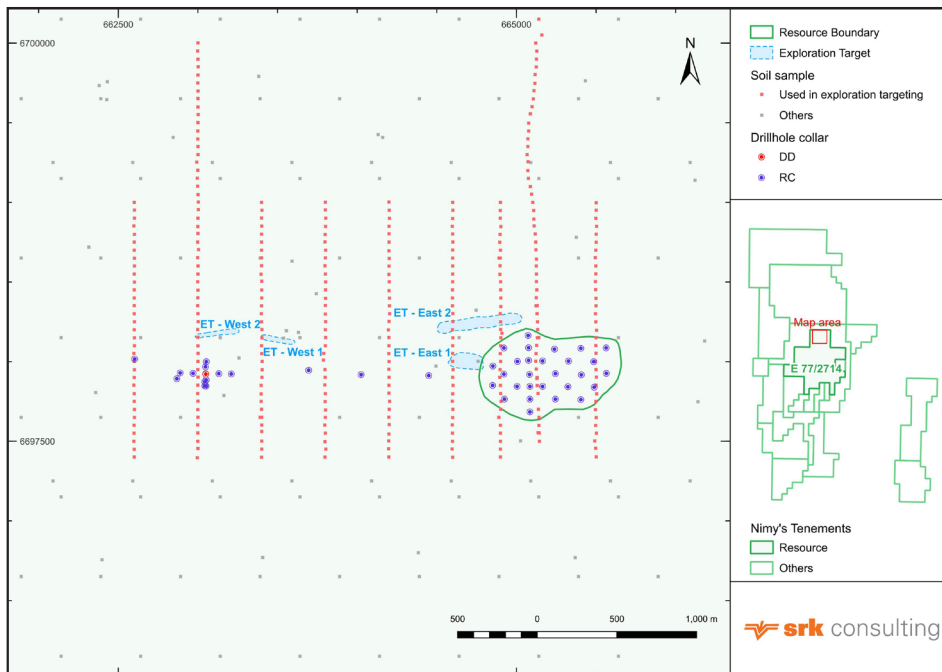 662500
665000
6700000
N
ET - West 2
ET - West 1
ET - East 2
ET - East 1
6697500
500
0
500
1,000 m
Resource Boundary
Exploration Target
Soil sample
Used in exploration targeting
Others
Drillhole collar
DD
RC
Map area
E 77/2714
Nimy's Tenements
Resource
Others
srk consulting